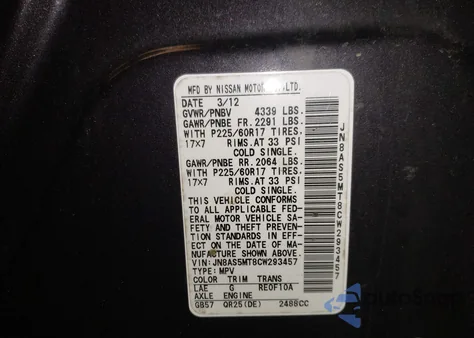 MFD BY NISSAN MOTOR CO.,LTD.
DATE 3/12
GVWR/PNBV 4339 LBS.
GAWR/PNBE FR. 2291 LBS.
WITH P225/60R17 TIRES.
17x7 RIMS.AT 33 PSI
COLD SINGLE.
GAWR/PNBE RR. 2064 LBS.
WITH P225/60R17 TIRES.
17x7 RIMS.AT 33 PSI
COLD SINGLE.
THIS VEHICLE CONFORMS
TO ALL APPLICABLE FED-
ERAL MOTOR VEHICLE SA-
FETY AND THEFT PREVEN-
TION STANDARDS IN EFF-
ECT ON THE DATE OF MA-
NUFACTURE SHOWN ABOVE.
VIN:JN8AS5MT8CW293457
TYPE:MPV
COLOR TRIM TRANS
LAE G RE0F10A
AXLE ENGINE
GB57 QR25(DE) 2488CC
JN8AS5MT8CW293457